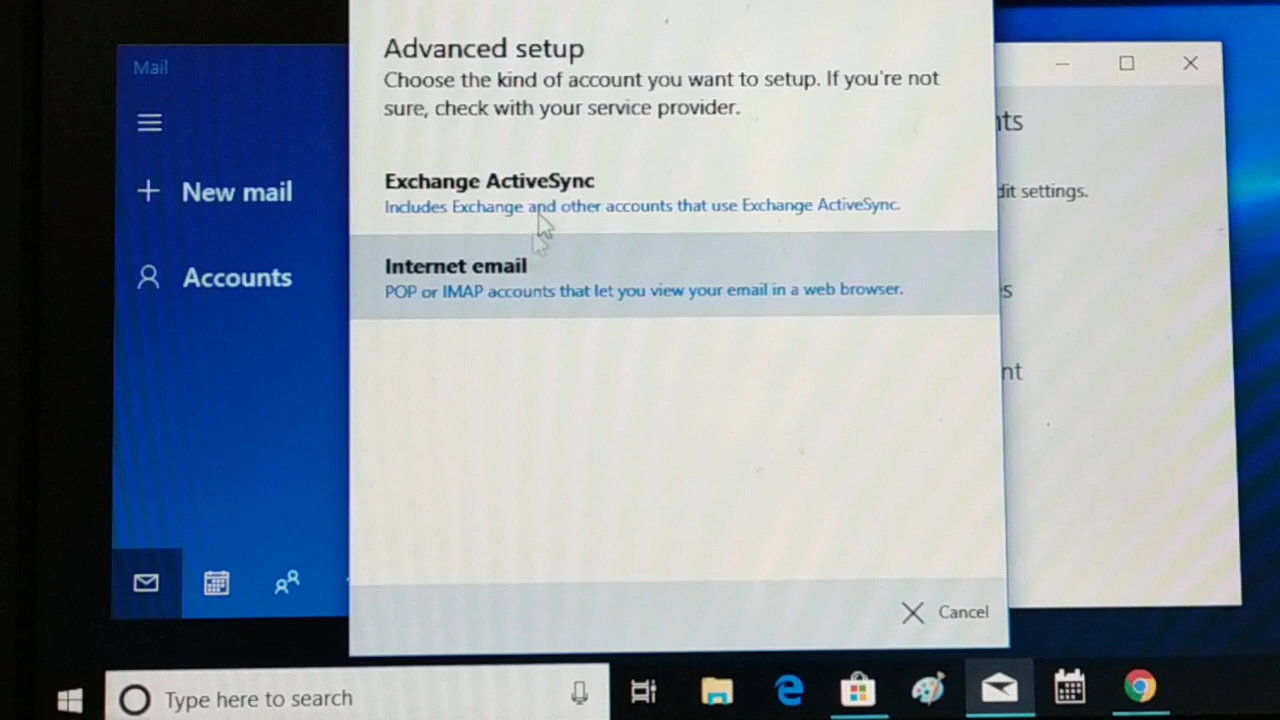 Mail
New mail
Accounts
Advanced setup
Choose the kind of account you want to setup. If you're not
sure, check with your service provider.
Exchange ActiveSync
Includes Exchange and other accounts that use Exchange ActiveSync.
Internet email
POP or IMAP accounts that let you view your email in a web browser.
Cancel
nts
dit settings.
s
nt
Type here to search